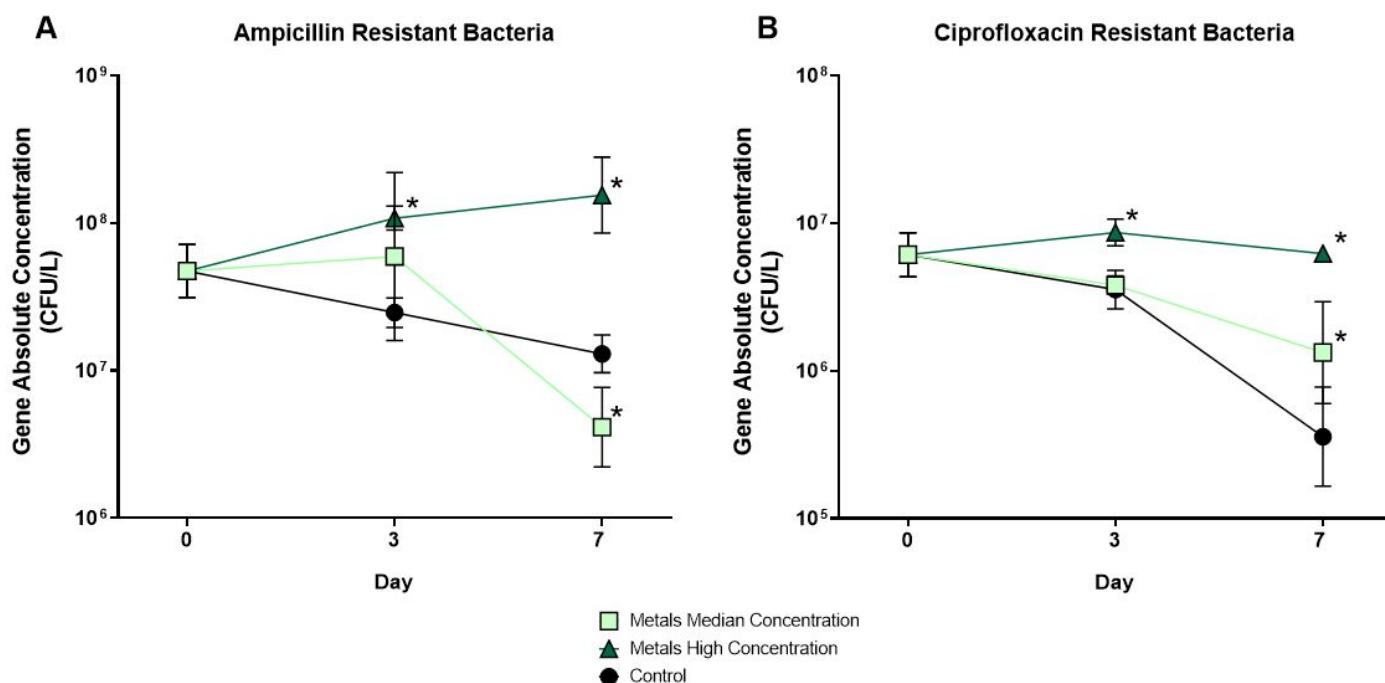 A
Ampicillin Resistant Bacteria
Gene Absolute Concentration
(CFU/L)
10⁹
10⁸
10⁷
10⁶
*
*
*
0
3
7
Day
B
Ciprofloxacin Resistant Bacteria
Gene Absolute Concentration
(CFU/L)
10⁸
10⁷
10⁶
10⁵
*
*
*
0
3
7
Day
Metals Median Concentration
Metals High Concentration
Control